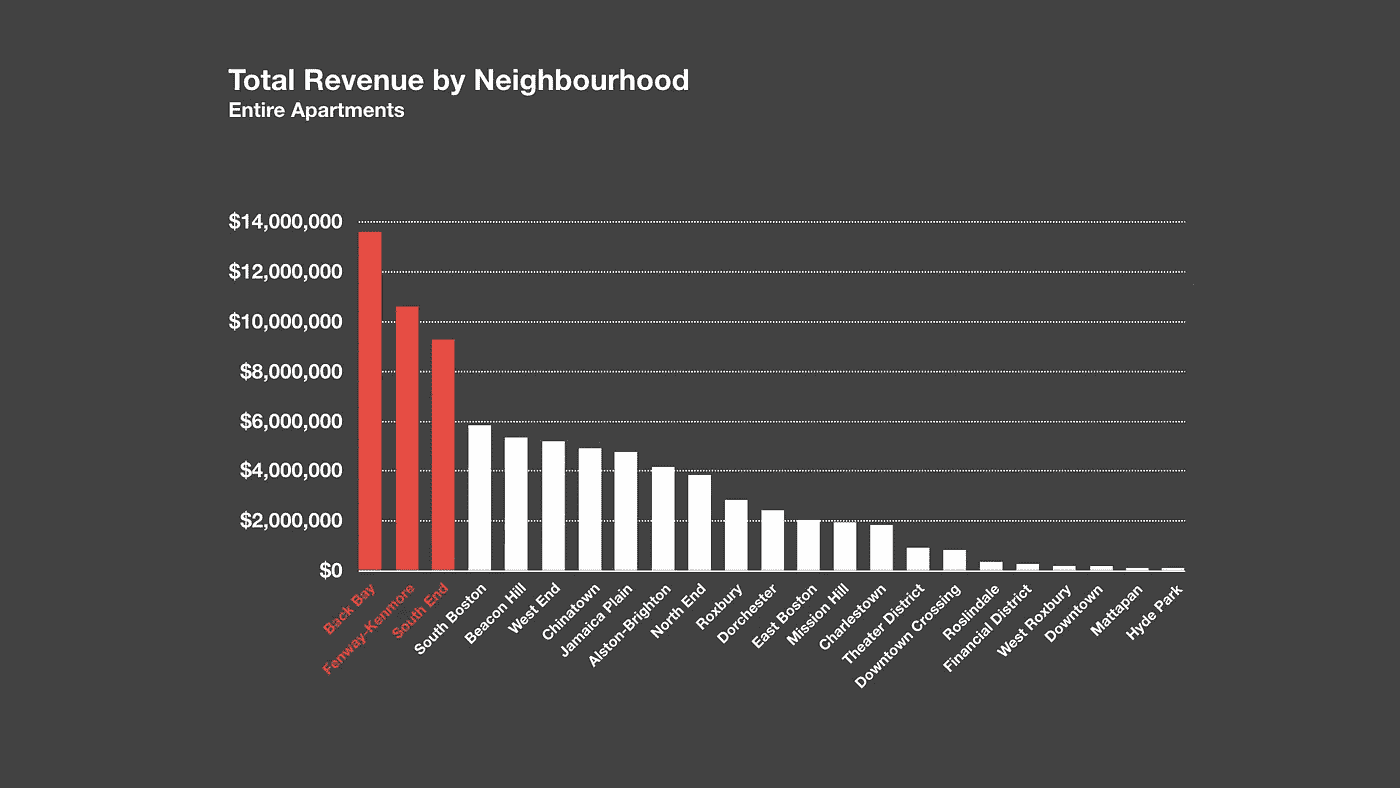 Total Revenue by Neighbourhood
Entire Apartments
$14,000,000
$12,000,000
$10,000,000
$8,000,000
$6,000,000
$4,000,000
$2,000,000
$0
Back Bay
Fenway-Kenmore
South End
South Boston
Beacon Hill
West End
Chinatown
Jamaica Plain
Alston-Brighton
North End
Roxbury
Dorchester
East Boston
Mission Hill
Charlestown
Theater District
Downtown Crossing
Roslindale
Financial District
West Roxbury
Downtown
Mattapan
Hyde Park